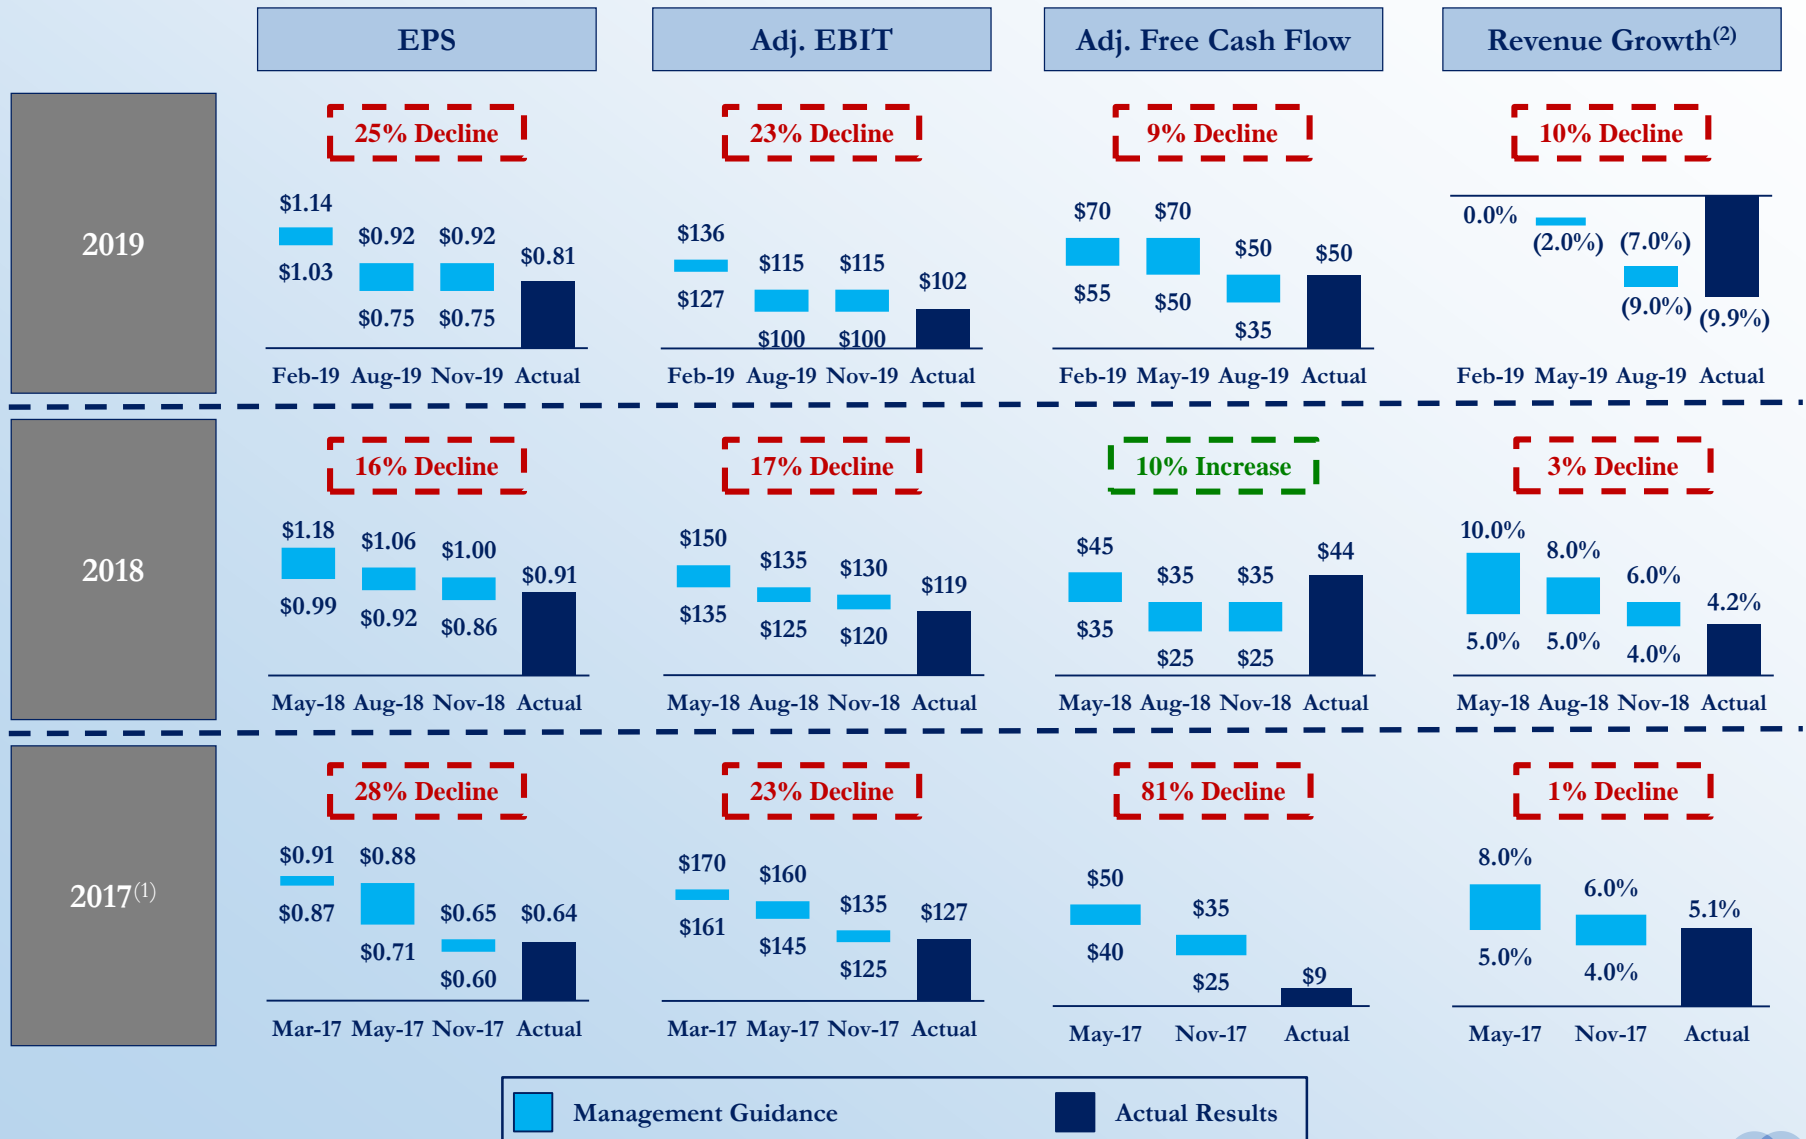 EPS Adj. EBIT Adj. Free Cash Flow Revenue Growth(2)
2019
25% Decline 23% Decline 9% Decline 10% Decline
$1.14 $0.92 $0.92 $0.81
$1.03 $0.75 $0.75
Feb-19 Aug-19 Nov-19 Actual
$136 $115 $115 $102
$127 $100 $100
Feb-19 Aug-19 Nov-19 Actual
$70 $70 $50 $50
$55 $50 $35
Feb-19 May-19 Aug-19 Actual
0.0% (2.0%) (7.0%)
(9.0%) (9.9%)
Feb-19 May-19 Aug-19 Actual
2018
16% Decline 17% Decline 10% Increase 3% Decline
$1.18 $1.06 $1.00 $0.91
$0.99 $0.92 $0.86
May-18 Aug-18 Nov-18 Actual
$150 $135 $130 $119
$135 $125 $120
May-18 Aug-18 Nov-18 Actual
$45 $35 $35 $44
$35 $25 $25
May-18 Aug-18 Nov-18 Actual
10.0% 8.0% 6.0% 4.2%
5.0% 5.0% 4.0%
May-18 Aug-18 Nov-18 Actual
2017(1)
28% Decline 23% Decline 81% Decline 1% Decline
$0.91 $0.88 $0.65 $0.64
$0.87 $0.71 $0.60
Mar-17 May-17 Nov-17 Actual
$170 $160 $135 $127
$161 $145 $125
Mar-17 May-17 Nov-17 Actual
$50 $35 $9
$40 $25
May-17 Nov-17 Actual
8.0% 6.0% 5.1%
5.0% 4.0%
May-17 Nov-17 Actual
Management Guidance Actual Results